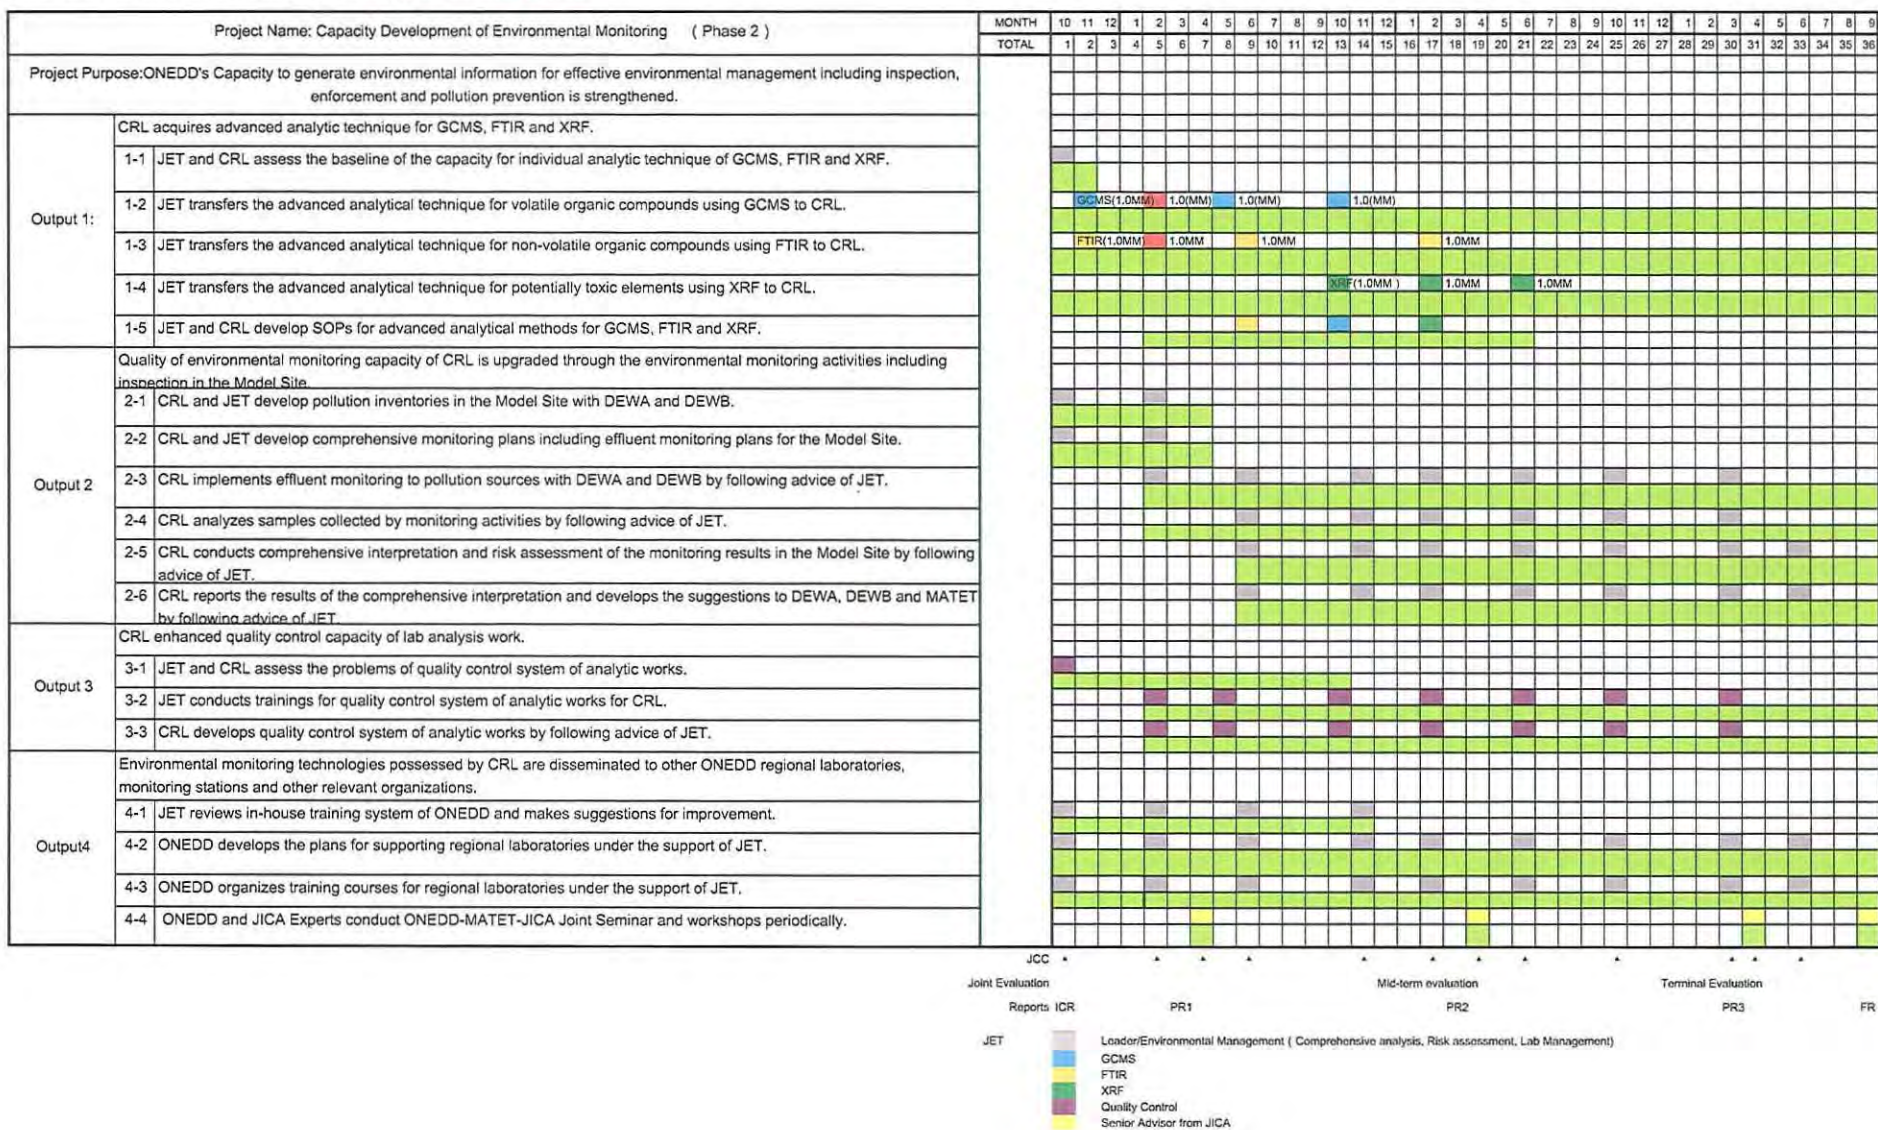 Project Name: Capacity Development of Environmental Monitoring ( Phase 2 )
MONTH 10 11 12 1 2 3 4 5 6 7 8 9 10 11 12 1 2 3 4 5 6 7 8 9 10 11 12 1 2 3 4 5 6 7 8 9
TOTAL 1 2 3 4 5 6 7 8 9 10 11 12 13 14 15 16 17 18 19 20 21 22 23 24 25 26 27 28 29 30 31 32 33 34 35 36
Project Purpose:ONEDD's Capacity to generate environmental information for effective environmental management including inspection,
enforcement and pollution prevention is strengthened.
Output 1:
CRL acquires advanced analytic technique for GCMS, FTIR and XRF.
1-1 JET and CRL assess the baseline of the capacity for individual analytic technique of GCMS, FTIR and XRF.
1-2 JET transfers the advanced analytical technique for volatile organic compounds using GCMS to CRL.
GCMS(1.0MM) 1.0(MM) 1.0(MM) 1.0(MM)
1-3 JET transfers the advanced analytical technique for non-volatile organic compounds using FTIR to CRL.
FTIR(1.0MM) 1.0MM 1.0MM 1.0MM
1-4 JET transfers the advanced analytical technique for potentially toxic elements using XRF to CRL.
XRF(1.0MM ) 1.0MM 1.0MM
1-5 JET and CRL develop SOPs for advanced analytical methods for GCMS, FTIR and XRF.
Output 2
Quality of environmental monitoring capacity of CRL is upgraded through the environmental monitoring activities including
inspection in the Model Site.
2-1 CRL and JET develop pollution inventories in the Model Site with DEWA and DEWB.
2-2 CRL and JET develop comprehensive monitoring plans including effluent monitoring plans for the Model Site.
2-3 CRL implements effluent monitoring to pollution sources with DEWA and DEWB by following advice of JET.
2-4 CRL analyzes samples collected by monitoring activities by following advice of JET.
2-5 CRL conducts comprehensive interpretation and risk assessment of the monitoring results in the Model Site by following
advice of JET.
2-6 CRL reports the results of the comprehensive interpretation and develops the suggestions to DEWA, DEWB and MATET
by following advice of JET.
Output 3
CRL enhanced quality control capacity of lab analysis work.
3-1 JET and CRL assess the problems of quality control system of analytic works.
3-2 JET conducts trainings for quality control system of analytic works for CRL.
3-3 CRL develops quality control system of analytic works by following advice of JET.
Output4
Environmental monitoring technologies possessed by CRL are disseminated to other ONEDD regional laboratories,
monitoring stations and other relevant organizations.
4-1 JET reviews in-house training system of ONEDD and makes suggestions for improvement.
4-2 ONEDD develops the plans for supporting regional laboratories under the support of JET.
4-3 ONEDD organizes training courses for regional laboratories under the support of JET.
4-4 ONEDD and JICA Experts conduct ONEDD-MATET-JICA Joint Seminar and workshops periodically.
JCC
Joint Evaluation Mid-term evaluation Terminal Evaluation
Reports ICR PR1 PR2 PR3 FR
JET Leader/Environmental Management ( Comprehensive analysis, Risk assessment, Lab Management)
GCMS
FTIR
XRF
Quality Control
Senior Advisor from JICA